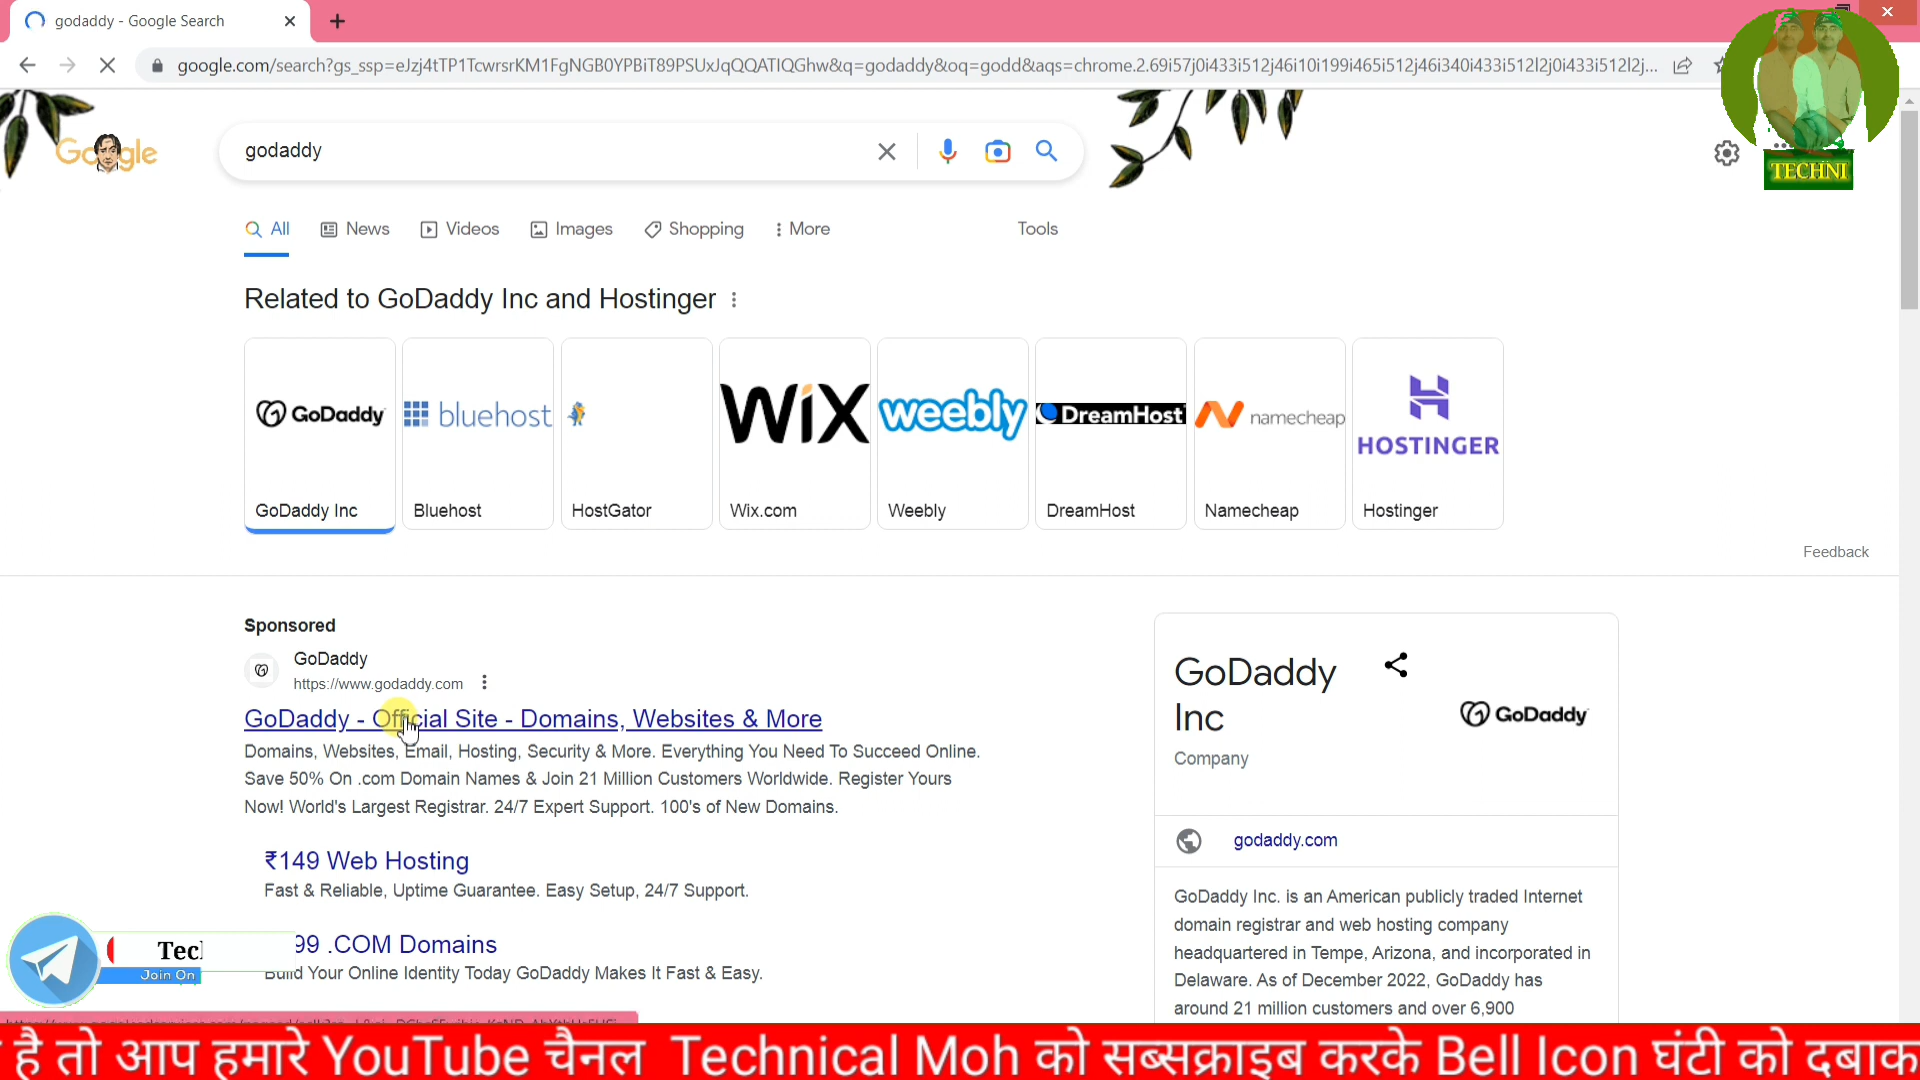 godaddy - Google Search
google.com/search?gs_ssp=eJzj4tTP1TcwrsrKM1FgNGB0YPBiT89PSUxJqQQATIQGhw&q=godaddy&oq=godd&aqs=chrome.2.69i57j0i433i512j46i10i199i465i512j46i340i433i512l2j0i433i512l2j...
TECHNI
Google
godaddy
All
News
Videos
Images
Shopping
More
Tools
Related to GoDaddy Inc and Hostinger
GoDaddy
bluehost
WiX
weebly
DreamHost
namecheap
HOSTINGER
GoDaddy Inc
Bluehost
HostGator
Wix.com
Weebly
DreamHost
Namecheap
Hostinger
Feedback
Sponsored
GoDaddy
https://www.godaddy.com
GoDaddy - Official Site - Domains, Websites & More
Domains, Websites, Email, Hosting, Security & More. Everything You Need To Succeed Online.
Save 50% On .com Domain Names & Join 21 Million Customers Worldwide. Register Yours
Now! World's Largest Registrar. 24/7 Expert Support. 100's of New Domains.
₹149 Web Hosting
Fast & Reliable, Uptime Guarantee. Easy Setup, 24/7 Support.
99 .COM Domains
Build Your Online Identity Today GoDaddy Makes It Fast & Easy.
GoDaddy
Inc
Company
GoDaddy
godaddy.com
GoDaddy Inc. is an American publicly traded Internet
domain registrar and web hosting company
headquartered in Tempe, Arizona, and incorporated in
Delaware. As of December 2022, GoDaddy has
around 21 million customers and over 6,900
Tec
Join On
है तो आप हमारे YouTube चैनल Technical Moh को सब्सक्राइब करके Bell Icon घंटी को दबाक